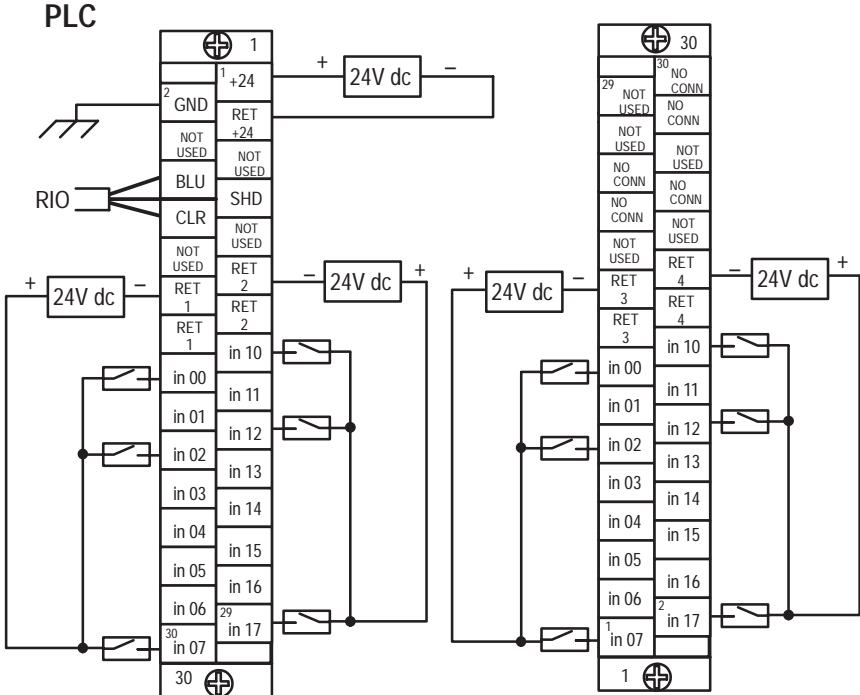 PLC
1
1
+24
+
24V dc
–
2
GND
RET
+24
NOT
USED
NOT
USED
RIO
BLU
SHD
CLR
NOT
USED
NOT
USED
+
24V dc
–
RET
1
RET
2
–
24V dc
+
RET
1
RET
2
in 10
in 00
in 11
in 01
in 12
in 02
in 13
in 03
in 14
in 04
in 15
in 05
in 16
in 06
29
in 17
30
in 07
30
30
30
NO
CONN
29
NOT
USED
NO
CONN
NOT
USED
NOT
USED
NO
CONN
NO
CONN
NO
CONN
NOT
USED
NOT
USED
+
24V dc
–
RET
3
RET
4
–
24V dc
+
RET
3
RET
4
in 10
in 00
in 11
in 01
in 12
in 02
in 13
in 03
in 14
in 04
in 15
in 05
in 16
in 06
2
in 17
1
in 07
1